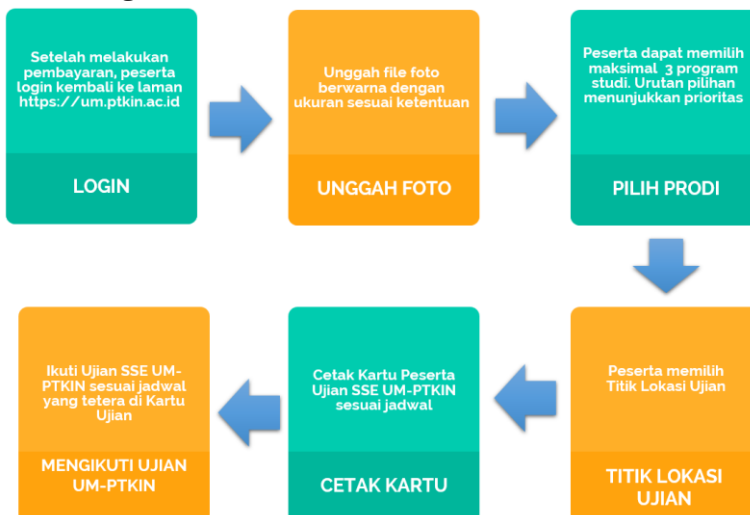 Setelah melakukan
pembayaran, peserta
login kembali ke laman
https://um.ptkin.ac.id
LOGIN
Unggah file foto
berwarna dengan
ukuran sesuai ketentuan
UNGGAH FOTO
Peserta dapat memilih
maksimal 3 program
studi. Urutan pilihan
menunjukkan prioritas
PILIH PRODI
Peserta memilih
Titik Lokasi Ujian
TITIK LOKASI
UJIAN
Cetak Kartu Peserta
Ujian SSE UM-PTKIN
sesuai jadwal
CETAK KARTU
Ikuti Ujian SSE UM-
PTKIN sesuai jadwal
yang tetera di Kartu
Ujian
MENGIKUTI UJIAN
UM-PTKIN